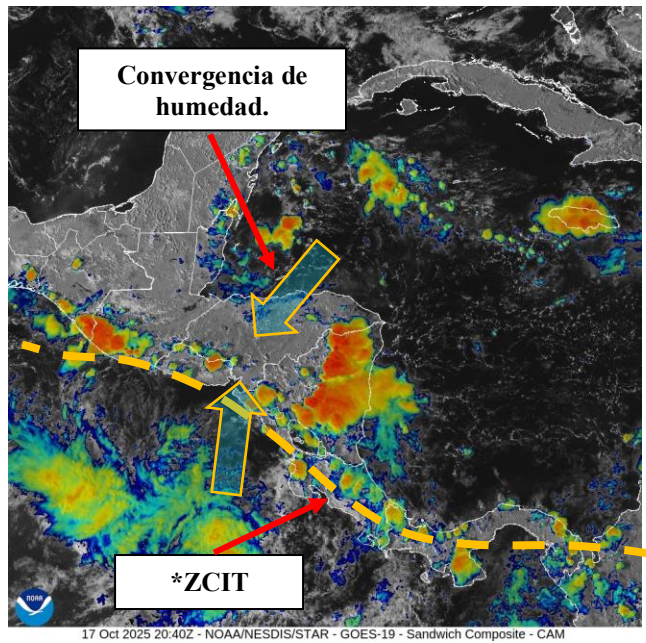 Convergencia de
humedad.
*ZCIT
NOAA
17 Oct 2025 20:40Z - NOAA/NESDIS/STAR - GOES-19 - Sandwich Composite - CAM